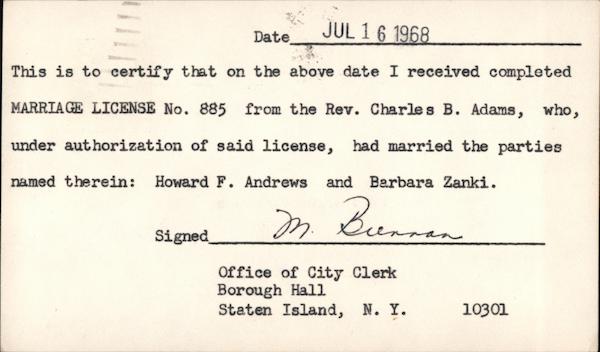 Date JUL 16 1968
This is to certify that on the above date I received completed
MARRIAGE LICENSE No. 885 from the Rev. Charles B. Adams, who,
under authorization of said license, had married the parties
named therein: Howard F. Andrews and Barbara Zanki.
Signed M. Brennan
Office of City Clerk
Borough Hall
Staten Island, N. Y. 10301